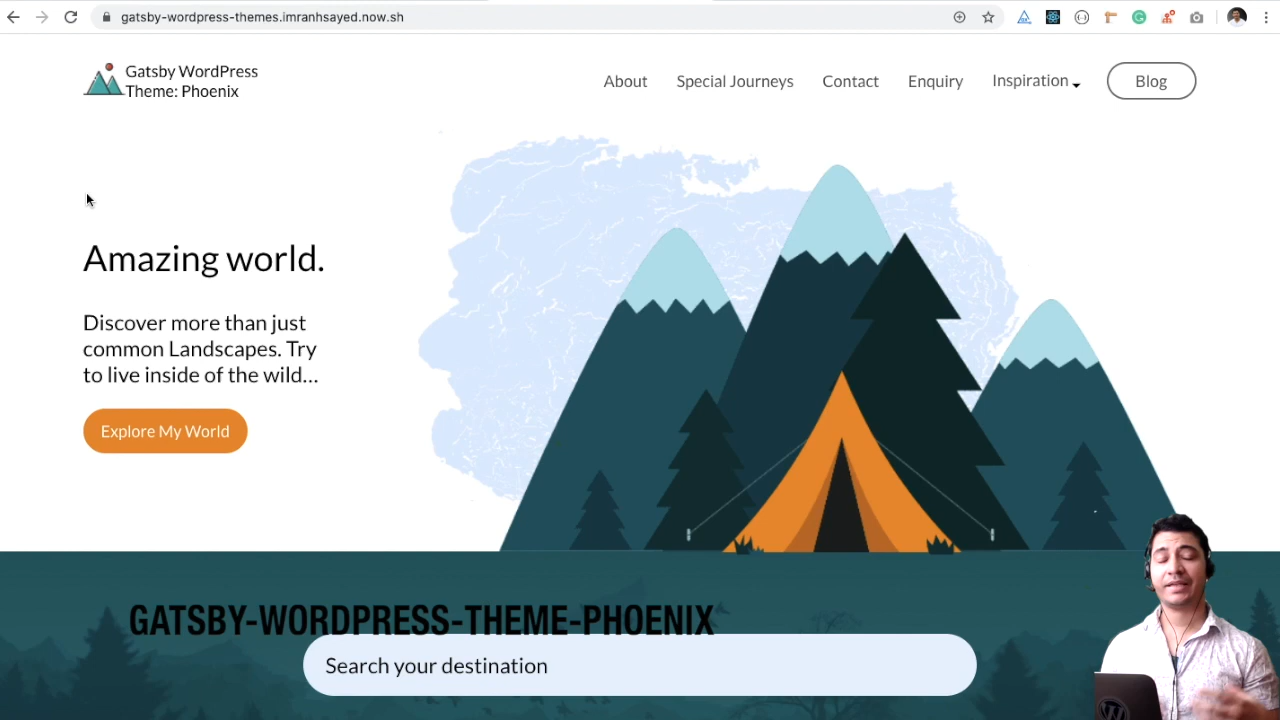 gatsby-wordpress-themes.imranhsayed.now.sh
Gatsby WordPress
Theme: Phoenix
About
Special Journeys
Contact
Enquiry
Inspiration
Blog
Amazing world.
Discover more than just
common Landscapes. Try
to live inside of the wild...
Explore My World
GATSBY-WORDPRESS-THEME-PHOENIX
Search your destination